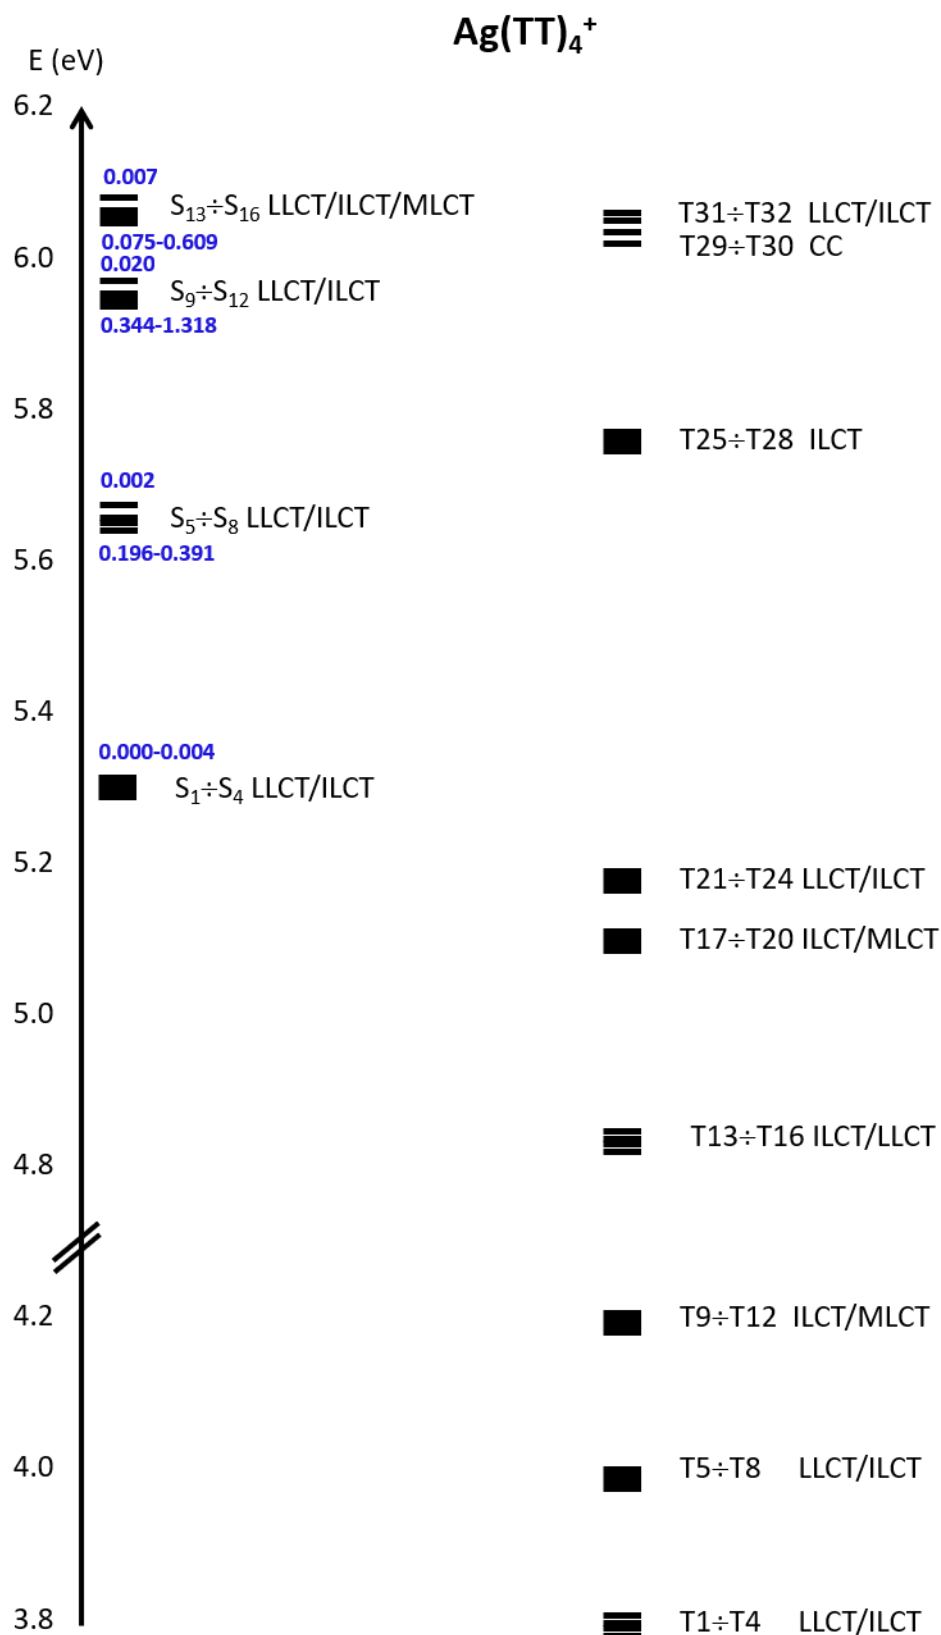 Ag(TT)₄⁺
E (eV)
6.2
0.007
S₁₃÷S₁₆ LLCT/ILCT/MLCT
T31÷T32 LLCT/ILCT
0.075-0.609
T29÷T30 CC
6.0
0.020
S₉÷S₁₂ LLCT/ILCT
0.344-1.318
5.8
T25÷T28 ILCT
0.002
S₅÷S₈ LLCT/ILCT
0.196-0.391
5.6
5.4
0.000-0.004
S₁÷S₄ LLCT/ILCT
5.2
T21÷T24 LLCT/ILCT
T17÷T20 ILCT/MLCT
5.0
T13÷T16 ILCT/LLCT
4.8
4.2
T9÷T12 ILCT/MLCT
4.0
T5÷T8 LLCT/ILCT
3.8
T1÷T4 LLCT/ILCT